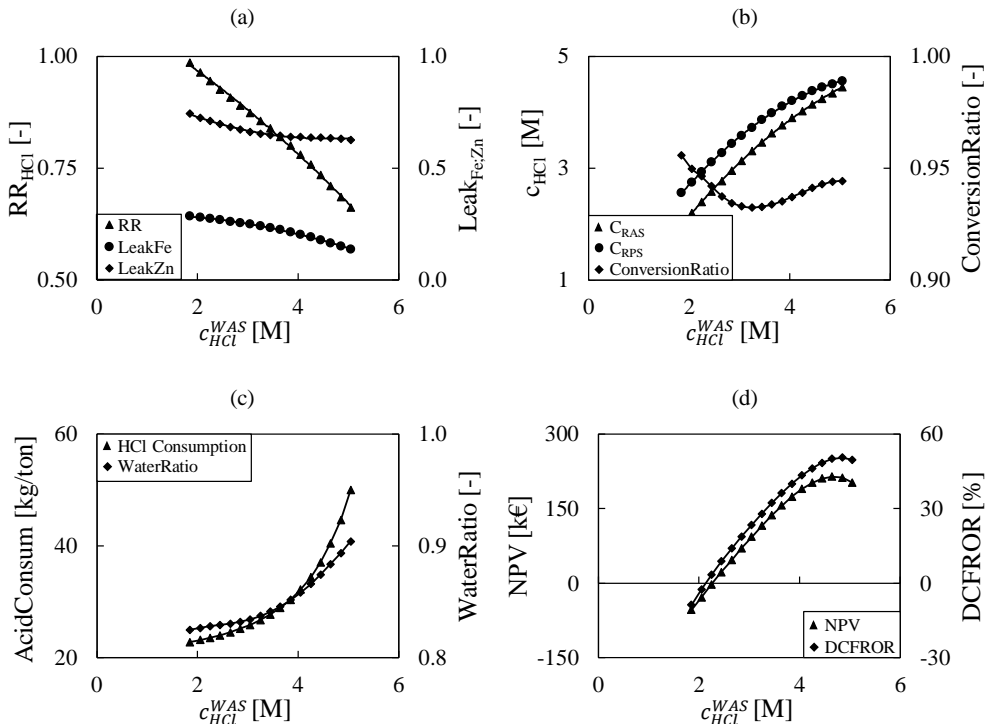 (a)
1.00
0.75
0.50
RR_HCl [-]
1.0
0.5
0.0
Leak_Fe;Zn [-]
RR
LeakFe
LeakZn
0
2
4
6
c_HCl^WAS [M]
(b)
5
3
1
c_HCl [M]
1.00
0.95
0.90
ConversionRatio [-]
C_RAS
C_RPS
ConversionRatio
0
2
4
6
c_HCl^WAS [M]
(c)
60
40
20
AcidConsum [kg/ton]
1.0
0.9
0.8
WaterRatio [-]
HCl Consumption
WaterRatio
0
2
4
6
c_HCl^WAS [M]
(d)
300
150
0
-150
NPV [k€]
60
30
0
-30
DCFROR [%]
NPV
DCFROR
0
2
4
6
c_HCl^WAS [M]